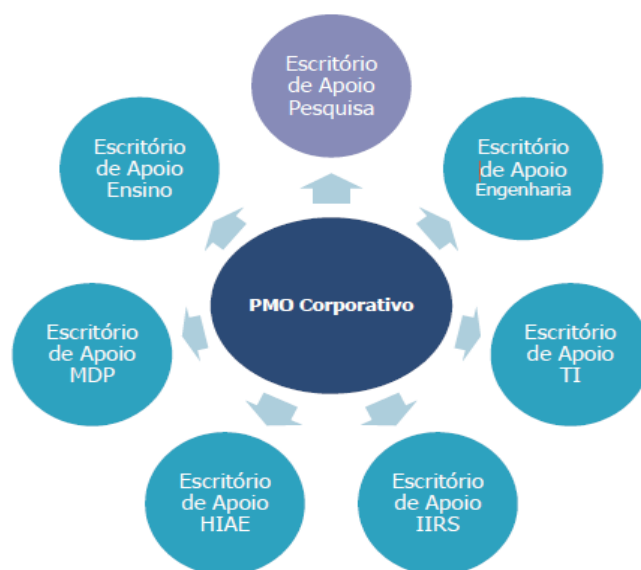 Escritório
de Apoio
Pesquisa
Escritório
de Apoio
Engenharia
Escritório
de Apoio
Ensino
PMO Corporativo
Escritório
de Apoio
MDP
Escritório
de Apoio
TI
Escritório
de Apoio
HIAE
Escritório
de Apoio
IIRS